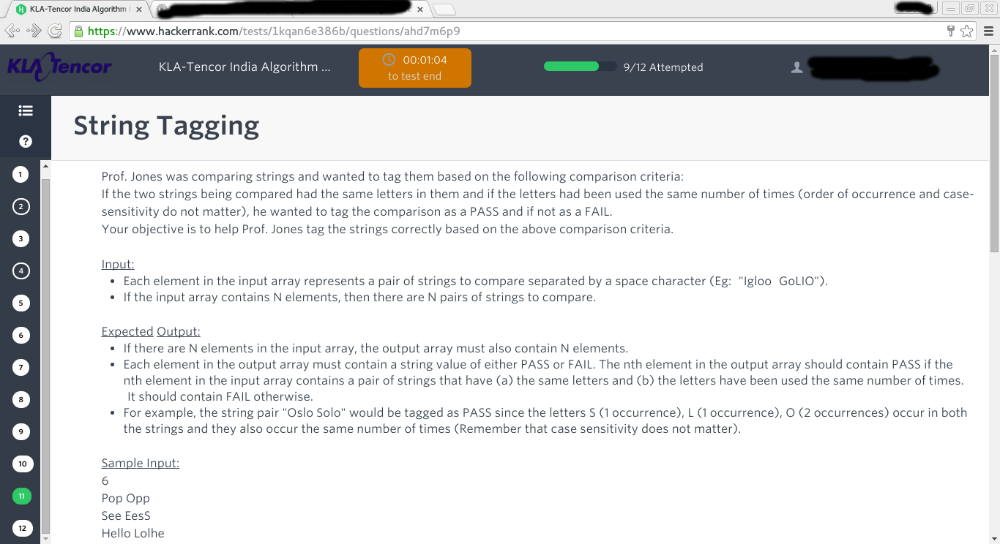 KLA-Tencor India Algorithm
https://www.hackerrank.com/tests/1kqan6e386b/questions/ahd7m6p9
KLA Tencor
KLA-Tencor India Algorithm ...
00:01:04
to test end
9/12 Attempted
String Tagging
1
2
3
4
5
6
7
8
9
10
11
12
Prof. Jones was comparing strings and wanted to tag them based on the following comparison criteria:
If the two strings being compared had the same letters in them and if the letters had been used the same number of times (order of occurrence and case-
sensitivity do not matter), he wanted to tag the comparison as a PASS and if not as a FAIL.
Your objective is to help Prof. Jones tag the strings correctly based on the above comparison criteria.
Input:
• Each element in the input array represents a pair of strings to compare separated by a space character (Eg:  "Igloo  GoLIO").
• If the input array contains N elements, then there are N pairs of strings to compare.
Expected Output:
• If there are N elements in the input array, the output array must also contain N elements.
• Each element in the output array must contain a string value of either PASS or FAIL. The nth element in the output array should contain PASS if the
nth element in the input array contains a pair of strings that have (a) the same letters and (b) the letters have been used the same number of times.
It should contain FAIL otherwise.
• For example, the string pair "Oslo Solo" would be tagged as PASS since the letters S (1 occurrence), L (1 occurrence), O (2 occurrences) occur in both
the strings and they also occur the same number of times (Remember that case sensitivity does not matter).
Sample Input:
6
Pop Opp
See EesS
Hello Lolhe